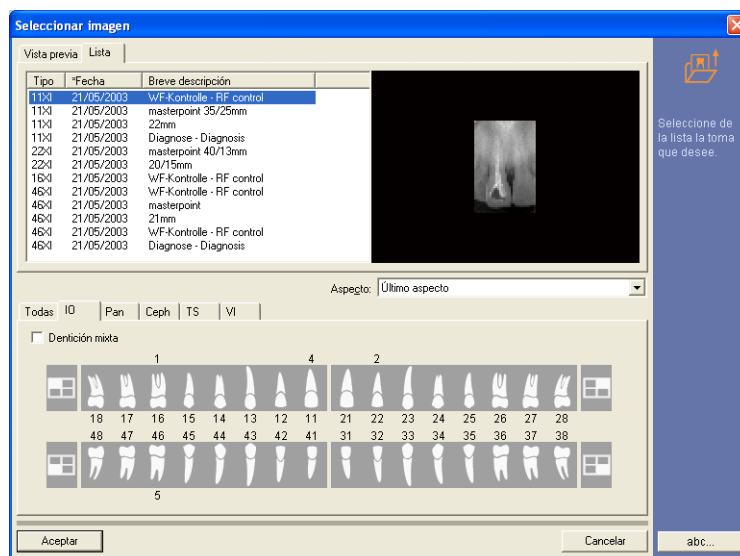 Seleccionar imagen
Vista previa Lista
Tipo *Fecha Breve descripción
11XI 21/05/2003 WF-Kontrolle - RF control
11XI 21/05/2003 masterpoint 35/25mm
11XI 21/05/2003 22mm
11XI 21/05/2003 Diagnose - Diagnosis
22XI 21/05/2003 masterpoint 40/13mm
22XI 21/05/2003 20/15mm
16XI 21/05/2003 WF-Kontrolle - RF control
46XI 21/05/2003 WF-Kontrolle - RF control
46XI 21/05/2003 masterpoint
46XI 21/05/2003 21mm
46XI 21/05/2003 WF-Kontrolle - RF control
46XI 21/05/2003 Diagnose - Diagnosis
Seleccione de
la lista la toma
que desee.
Aspecto: Último aspecto
Todas IO Pan Ceph TS VI
Dentición mixta
1 4 2
18 17 16 15 14 13 12 11 21 22 23 24 25 26 27 28
48 47 46 45 44 43 42 41 31 32 33 34 35 36 37 38
5
Aceptar Cancelar abc...